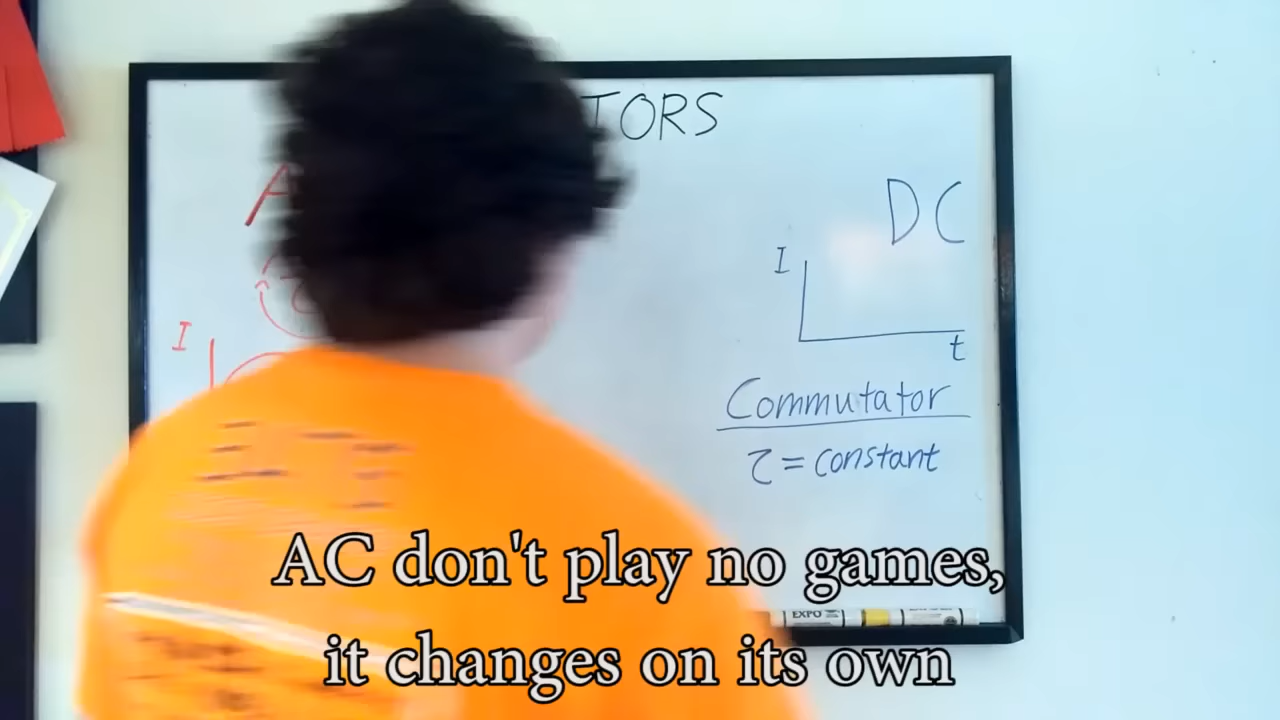 TORS
A
DC
I
t
I
Commutator
τ = constant
EXPO
AC don't play no games,
it changes on its own